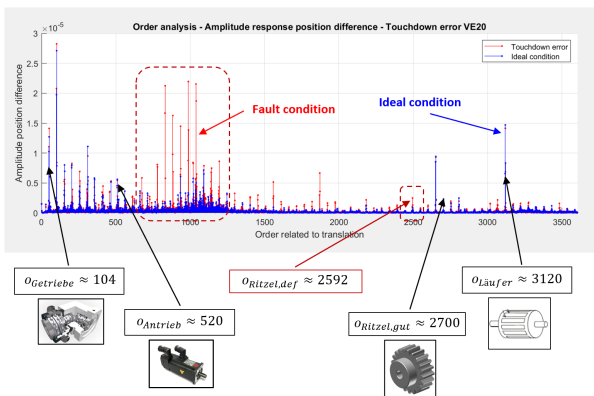 Order analysis - Amplitude response position difference - Touchdown error VE20
×10⁻⁵
3
2.5
2
1.5
1
0.5
0
Amplitude position difference
Touchdown error
Ideal condition
Fault condition
Ideal condition
0 500 1000 1500 2000 2500 3000 3500
Order related to translation
o_Getriebe ≈ 104
o_Antrieb ≈ 520
o_Ritzel,def ≈ 2592
o_Ritzel,gut ≈ 2700
o_Läufer ≈ 3120